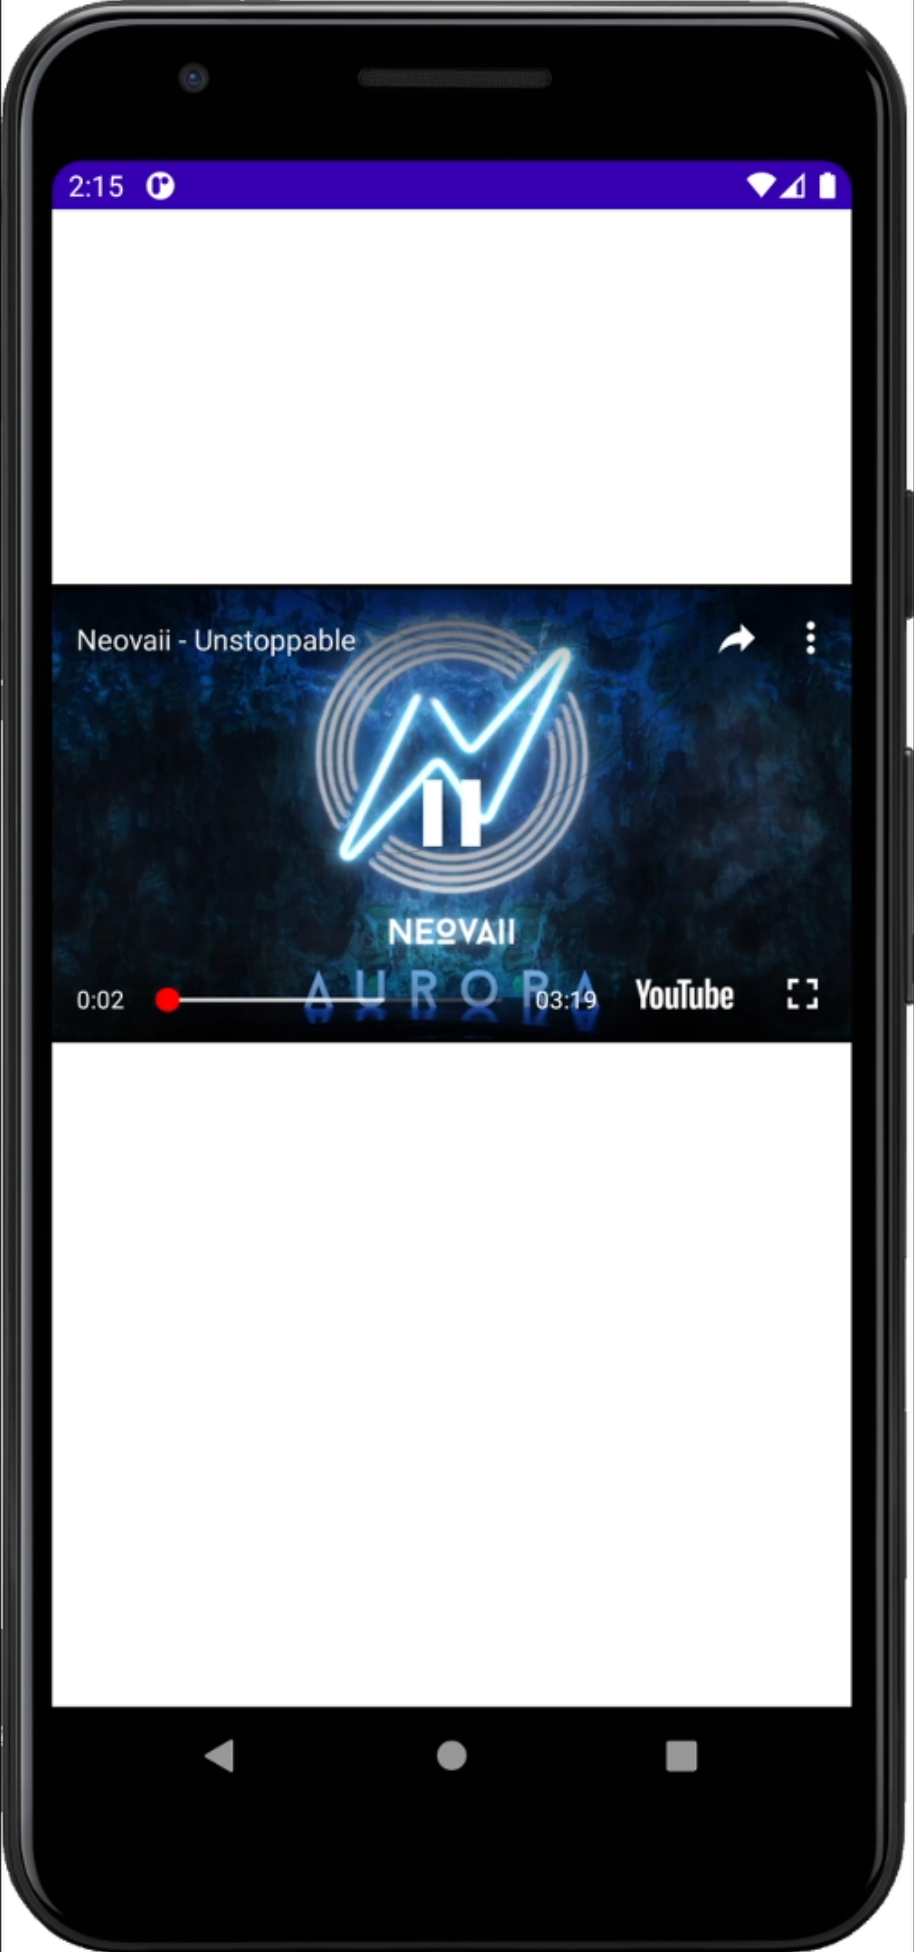 2:15
Neovaii - Unstoppable
NEOVAII
AURORA
0:02
03:19
YouTube